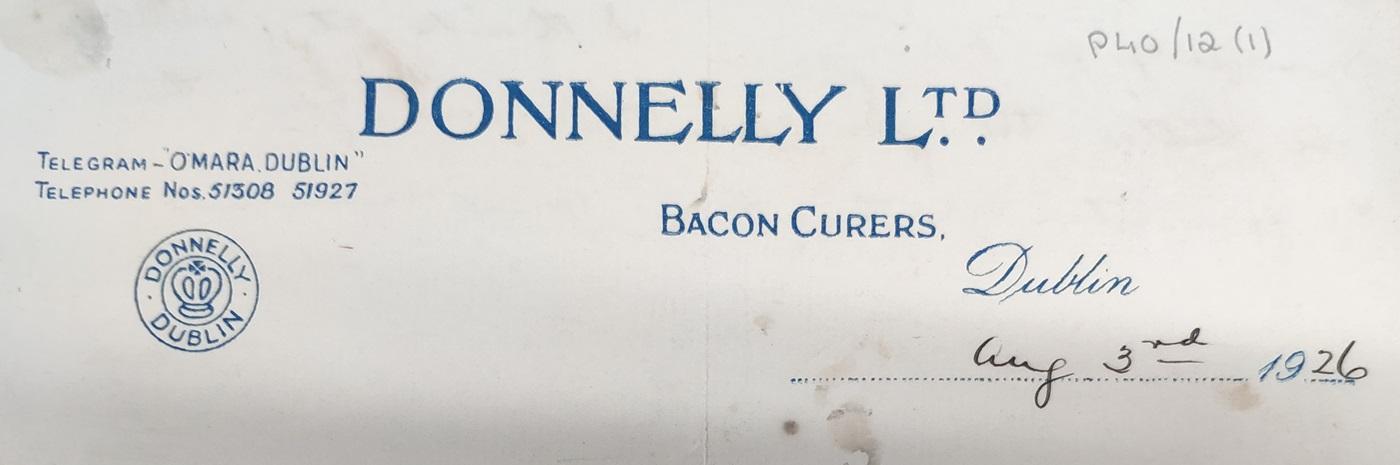 P40/12 (1)
DONNELLY LTD.
TELEGRAM - "O'MARA. DUBLIN"
TELEPHONE Nos. 51308 51927
BACON CURERS,
DONNELLY
DUBLIN
Dublin
Aug 3rd 1926